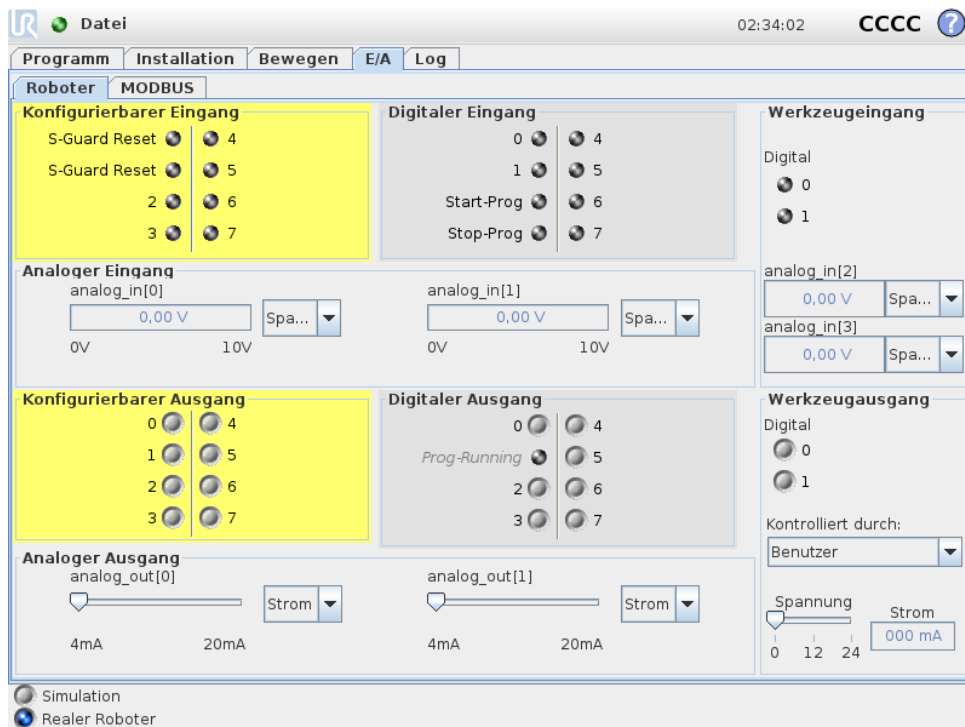 UR Datei 02:34:02 CCCC ?
Programm Installation Bewegen E/A Log
Roboter MODBUS
Konfigurierbarer Eingang
S-Guard Reset 4
S-Guard Reset 5
2 6
3 7
Digitaler Eingang
0 4
1 5
Start-Prog 6
Stop-Prog 7
Werkzeugeingang
Digital
0
1
analog_in[2]
0,00 V Spa...
analog_in[3]
0,00 V Spa...
Analoger Eingang
analog_in[0]
0,00 V Spa...
0V 10V
analog_in[1]
0,00 V Spa...
0V 10V
Konfigurierbarer Ausgang
0 4
1 5
2 6
3 7
Digitaler Ausgang
0 4
Prog-Running 5
2 6
3 7
Werkzeugausgang
Digital
0
1
Kontrolliert durch:
Benutzer
Spannung
0 12 24
Strom
000 mA
Analoger Ausgang
analog_out[0]
Strom
4mA 20mA
analog_out[1]
Strom
4mA 20mA
Simulation
Realer Roboter